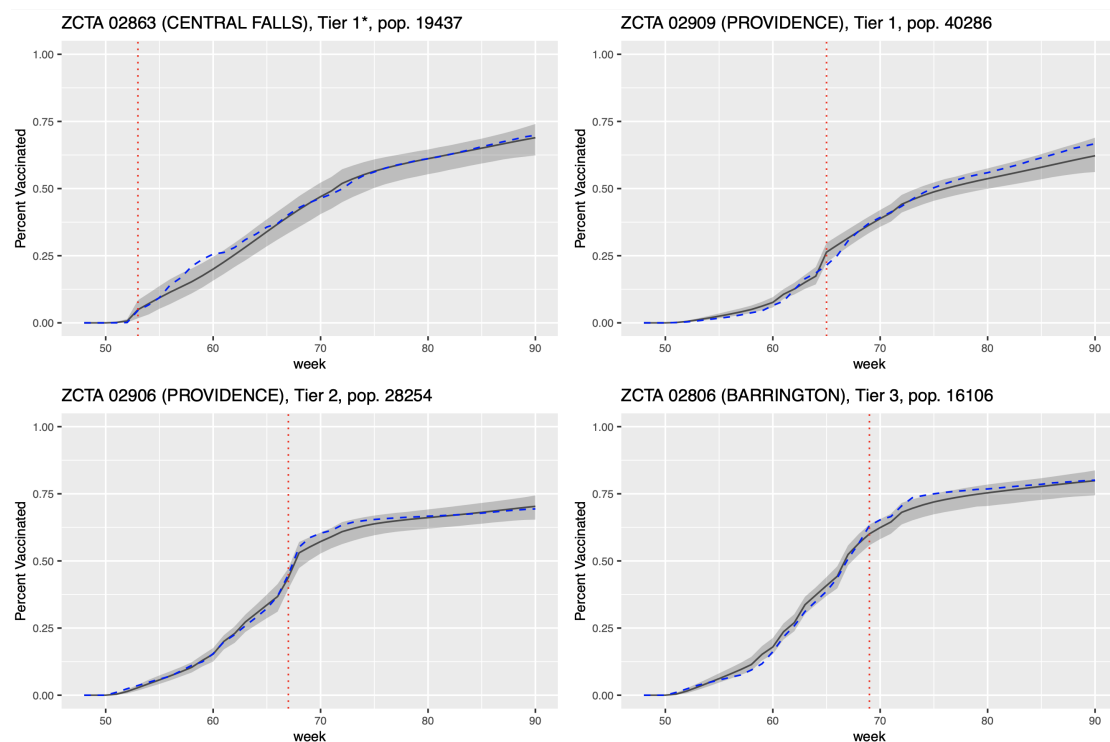 ZCTA 02863 (CENTRAL FALLS), Tier 1*, pop. 19437
Percent Vaccinated
1.00
0.75
0.50
0.25
0.00
50 60 70 80 90
week
ZCTA 02909 (PROVIDENCE), Tier 1, pop. 40286
Percent Vaccinated
1.00
0.75
0.50
0.25
0.00
50 60 70 80 90
week
ZCTA 02906 (PROVIDENCE), Tier 2, pop. 28254
Percent Vaccinated
1.00
0.75
0.50
0.25
0.00
50 60 70 80 90
week
ZCTA 02806 (BARRINGTON), Tier 3, pop. 16106
Percent Vaccinated
1.00
0.75
0.50
0.25
0.00
50 60 70 80 90
week